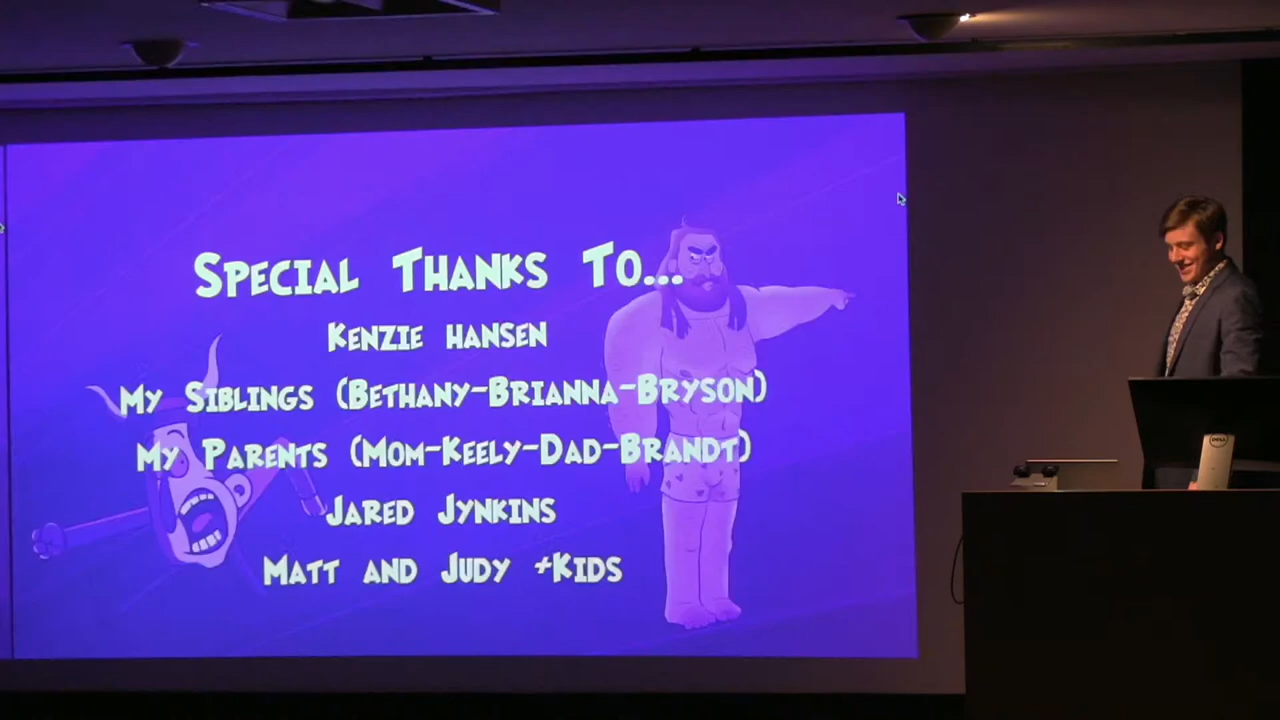 Special Thanks To...
Kenzie Hansen
My Siblings (Bethany-Brianna-Bryson)
My Parents (Mom-Keely-Dad-Brandt)
Jared Jynkins
Matt and Judy +Kids
DELL